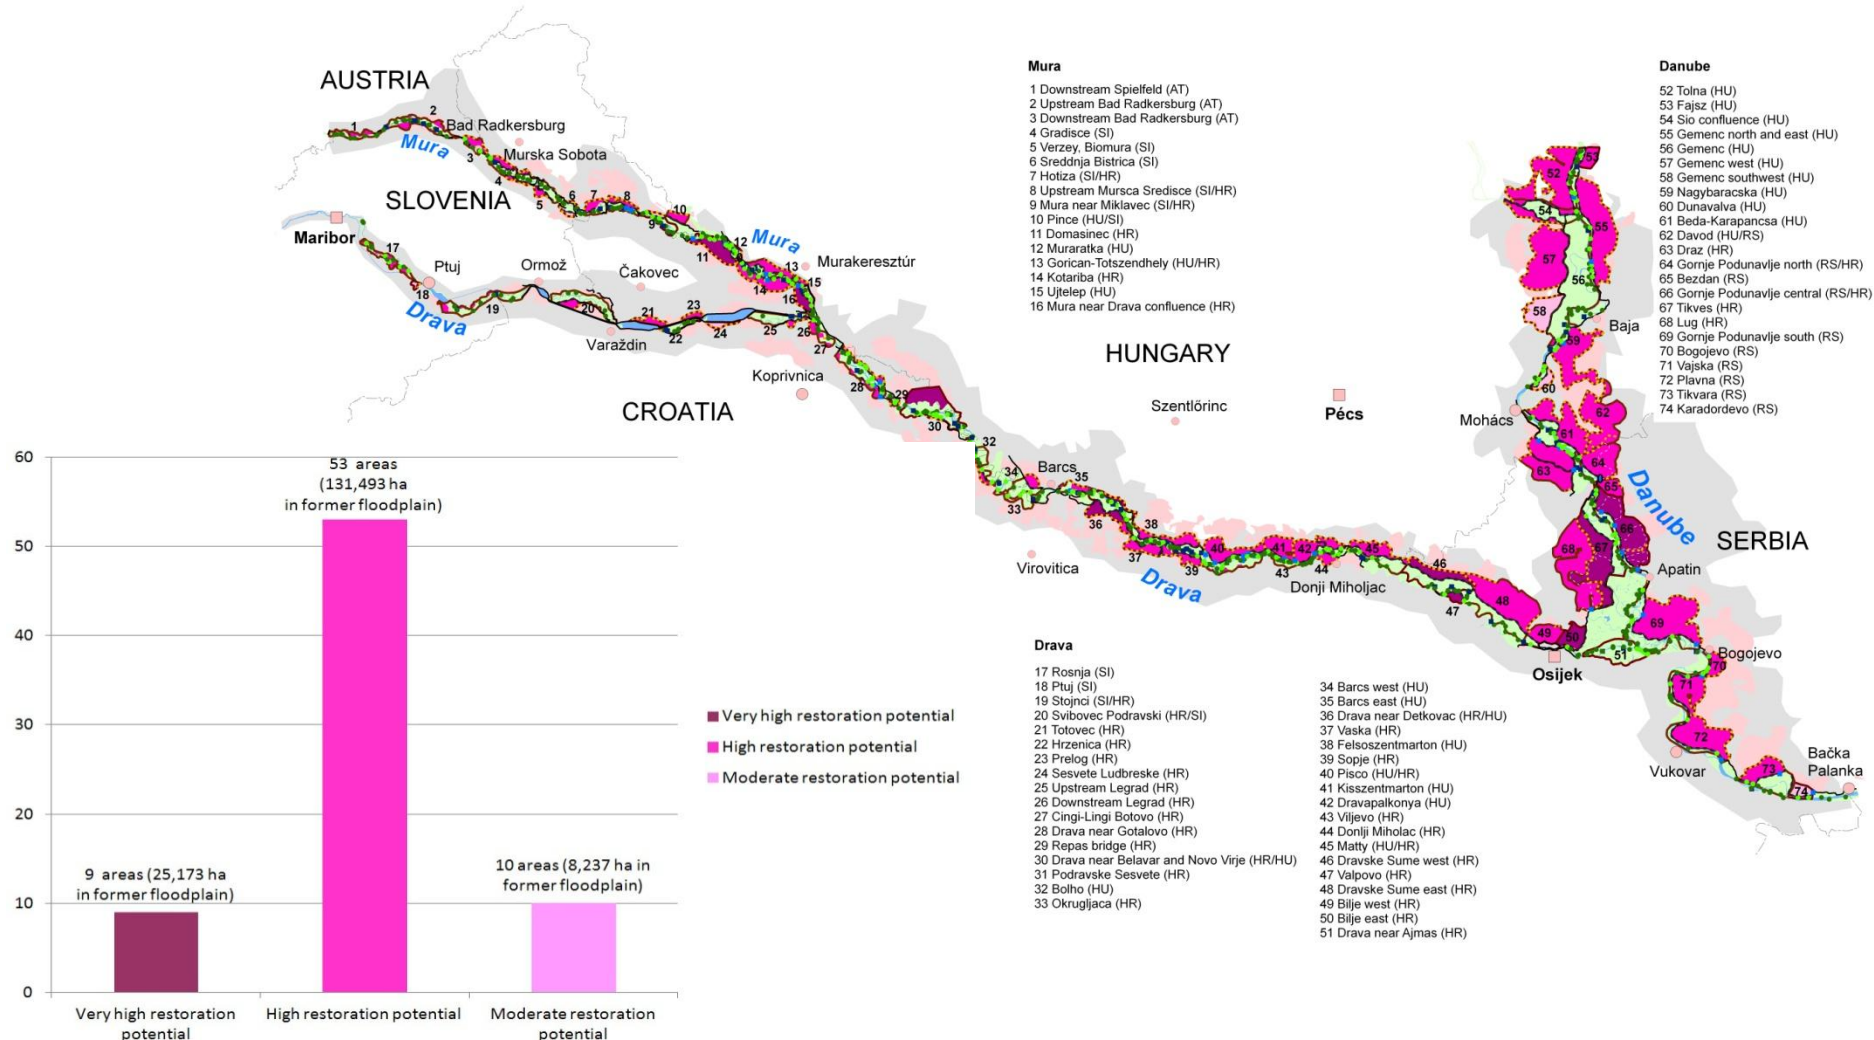 AUSTRIA
SLOVENIA
CROATIA
HUNGARY
SERBIA
Mura
Mura
Drava
Drava
Danube
Bad Radkersburg
Murska Sobota
Maribor
Ptuj
Ormož
Čakovec
Varaždin
Murakeresztúr
Koprivnica
Szentlőrinc
Pécs
Barcs
Virovitica
Donji Miholjac
Osijek
Mohács
Baja
Apatin
Bogojevo
Vukovar
Bačka
Palanka
Mura
1 Downstream Spielfeld (AT)
2 Upstream Bad Radkersburg (AT)
3 Downstream Bad Radkersburg (AT)
4 Gradisce (SI)
5 Verzey, Biomura (SI)
6 Sreddnja Bistrica (SI)
7 Hotiza (SI/HR)
8 Upstream Mursca Sredisce (SI/HR)
9 Mura near Miklavec (SI/HR)
10 Pince (HU/SI)
11 Domasinec (HR)
12 Muraratka (HU)
13 Gorican-Totszendhely (HU/HR)
14 Kotariba (HR)
15 Ujtelep (HU)
16 Mura near Drava confluence (HR)
Danube
52 Tolna (HU)
53 Fajsz (HU)
54 Sio confluence (HU)
55 Gemenc north and east (HU)
56 Gemenc (HU)
57 Gemenc west (HU)
58 Gemenc southwest (HU)
59 Nagybaracska (HU)
60 Dunavalva (HU)
61 Beda-Karapancsa (HU)
62 Davod (HU/RS)
63 Draz (HR)
64 Gornje Podunavlje north (RS/HR)
65 Bezdan (RS)
66 Gornje Podunavlje central (RS/HR)
67 Tikves (HR)
68 Lug (HR)
69 Gornje Podunavlje south (RS)
70 Bogojevo (RS)
71 Vajska (RS)
72 Plavna (RS)
73 Tikvara (RS)
74 Karadordevo (RS)
Drava
17 Rosnja (SI)
18 Ptuj (SI)
19 Stojnci (SI/HR)
20 Svibovec Podravski (HR/SI)
21 Totovec (HR)
22 Hrzenica (HR)
23 Prelog (HR)
24 Sesvete Ludbreske (HR)
25 Upstream Legrad (HR)
26 Downstream Legrad (HR)
27 Cingi-Lingi Botovo (HR)
28 Drava near Gotalovo (HR)
29 Repas bridge (HR)
30 Drava near Belavar and Novo Virje (HR/HU)
31 Podravske Sesvete (HR)
32 Bolho (HU)
33 Okrugljaca (HR)
34 Barcs west (HU)
35 Barcs east (HU)
36 Drava near Detkovac (HR/HU)
37 Vaska (HR)
38 Felsoszentmarton (HU)
39 Sopje (HR)
40 Pisco (HU/HR)
41 Kisszentmarton (HU)
42 Dravapalkonya (HU)
43 Viljevo (HR)
44 Donlji Miholac (HR)
45 Matty (HU/HR)
46 Dravske Sume west (HR)
47 Valpovo (HR)
48 Dravske Sume east (HR)
49 Bilje west (HR)
50 Bilje east (HR)
51 Drava near Ajmas (HR)
60
50
40
30
20
10
0
53 areas
(131,493 ha
in former floodplain)
9 areas (25,173 ha
in former floodplain)
10 areas (8,237 ha in
former floodplain)
Very high restoration
potential
High restoration potential
Moderate restoration
potential
Very high restoration potential
High restoration potential
Moderate restoration potential